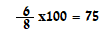 6/8 x100 = 75